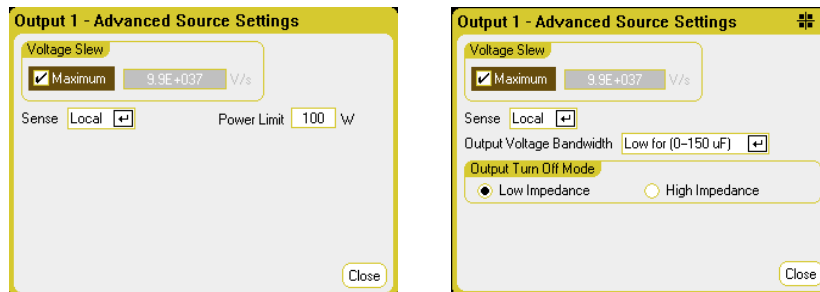 Output 1 - Advanced Source Settings
Voltage Slew
Maximum 9.9E+037 V/s
Sense Local Power Limit 100 W
Close
Output 1 - Advanced Source Settings
Voltage Slew
Maximum 9.9E+037 V/s
Sense Local
Output Voltage Bandwidth Low for (0-150 uF)
Output Turn Off Mode
Low Impedance High Impedance
Close